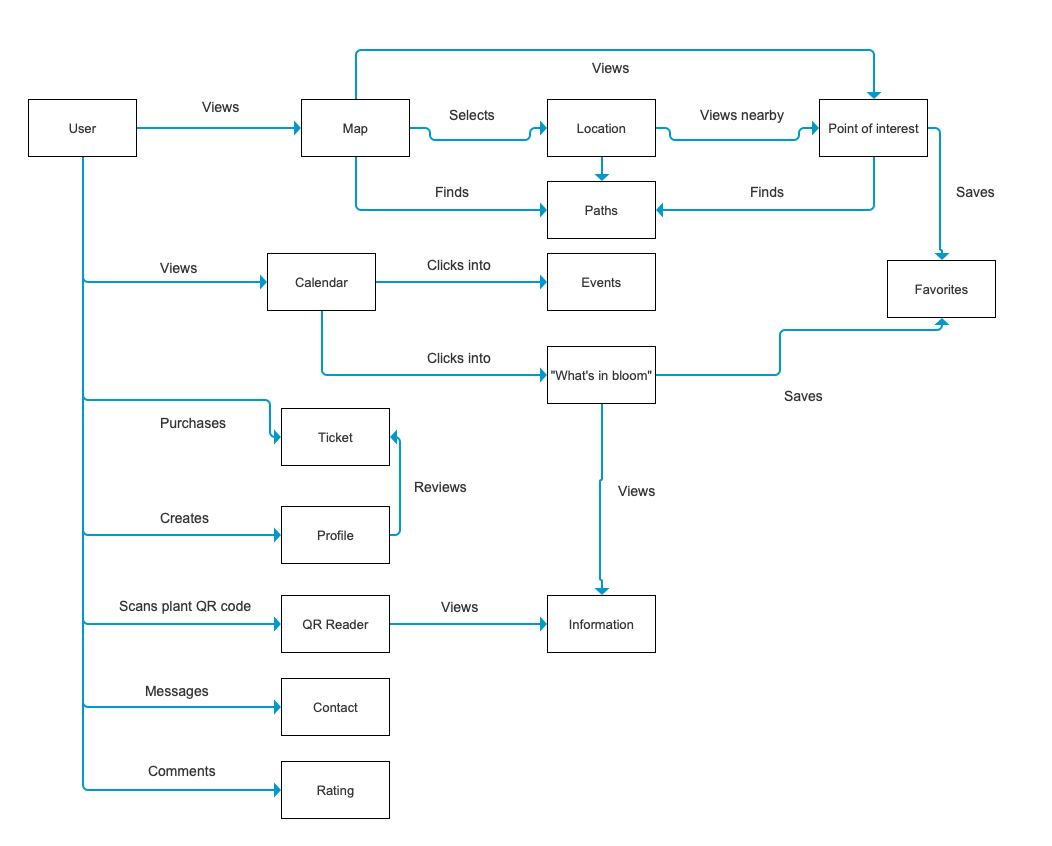 Views
Views
User
Map
Selects
Location
Views nearby
Point of interest
Finds
Paths
Finds
Saves
Views
Calendar
Clicks into
Events
Favorites
Clicks into
"What's in bloom"
Saves
Purchases
Ticket
Reviews
Views
Creates
Profile
Scans plant QR code
QR Reader
Views
Information
Messages
Contact
Comments
Rating